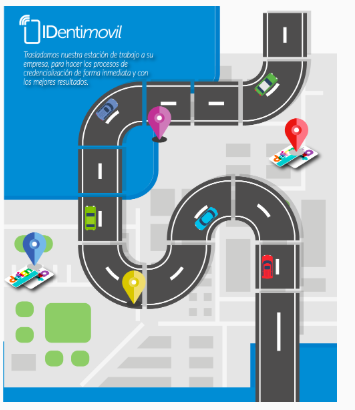 IDentimovil
Trasladamos nuestra estación de trabajo a su
empresa, para hacer los procesos de
credencialización de forma inmediata y con
los mejores resultados.